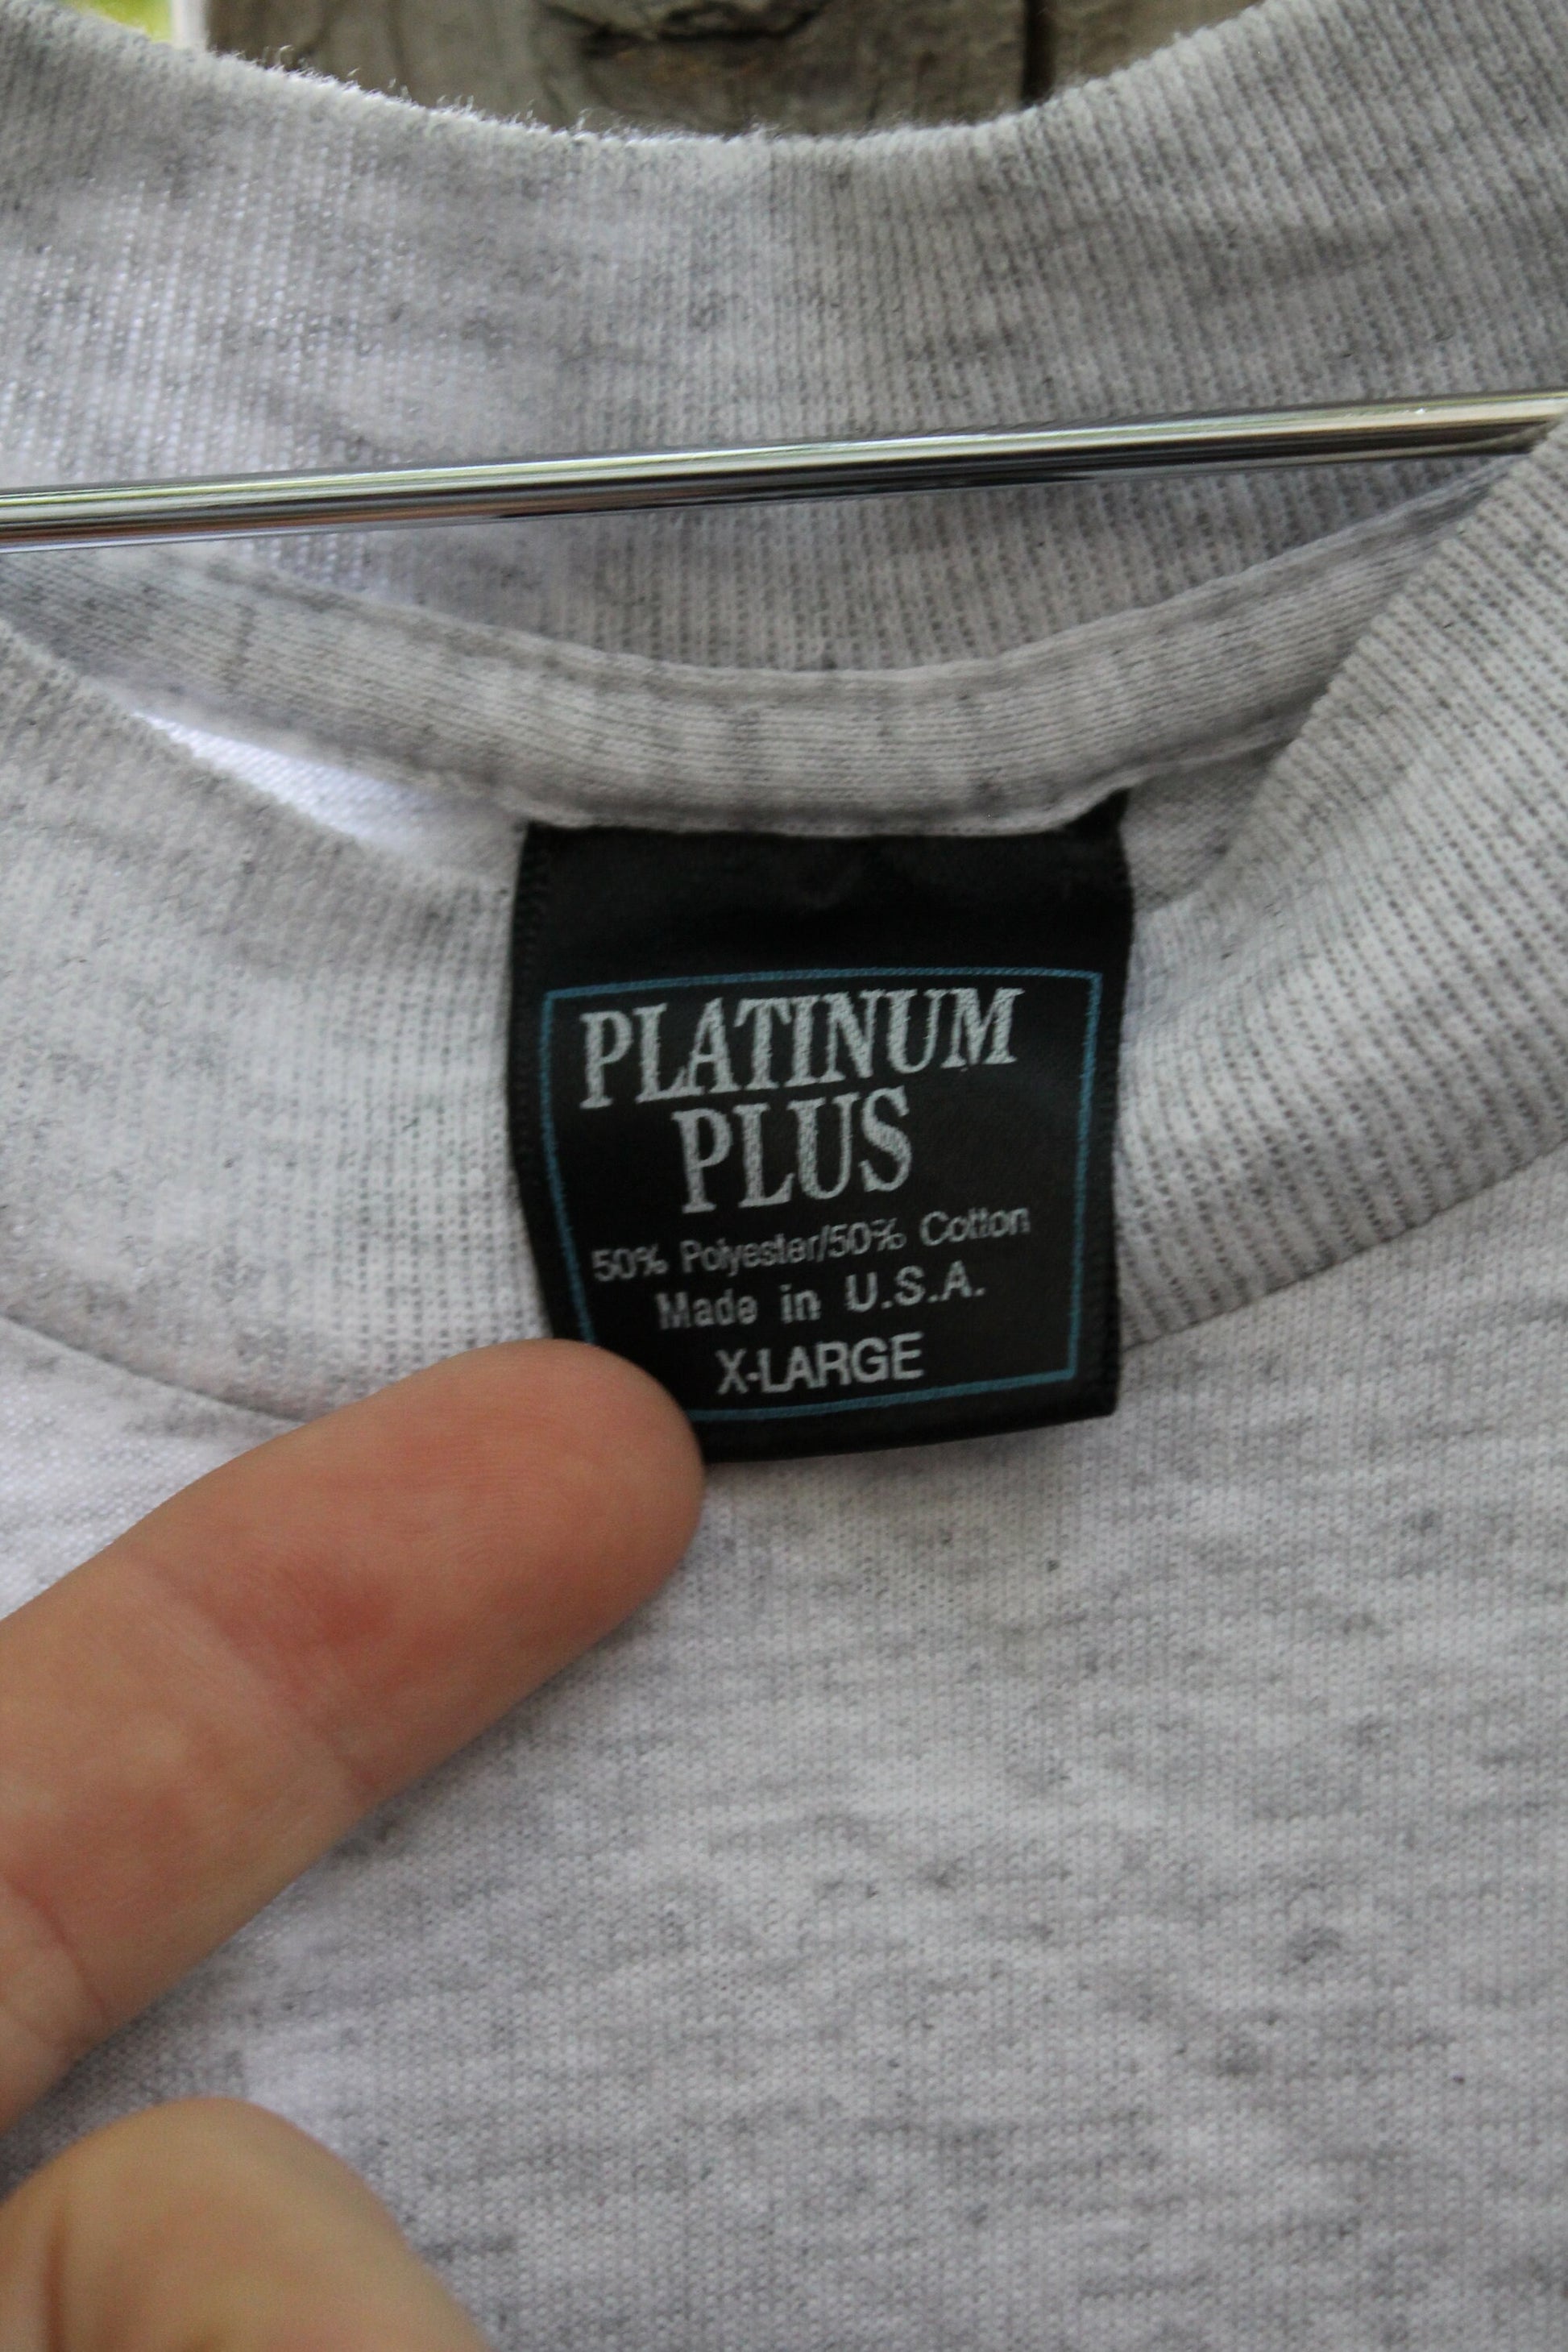 PLATINUM
PLUS
50% Polyester/50% Cotton
Made in U.S.A.
X-LARGE